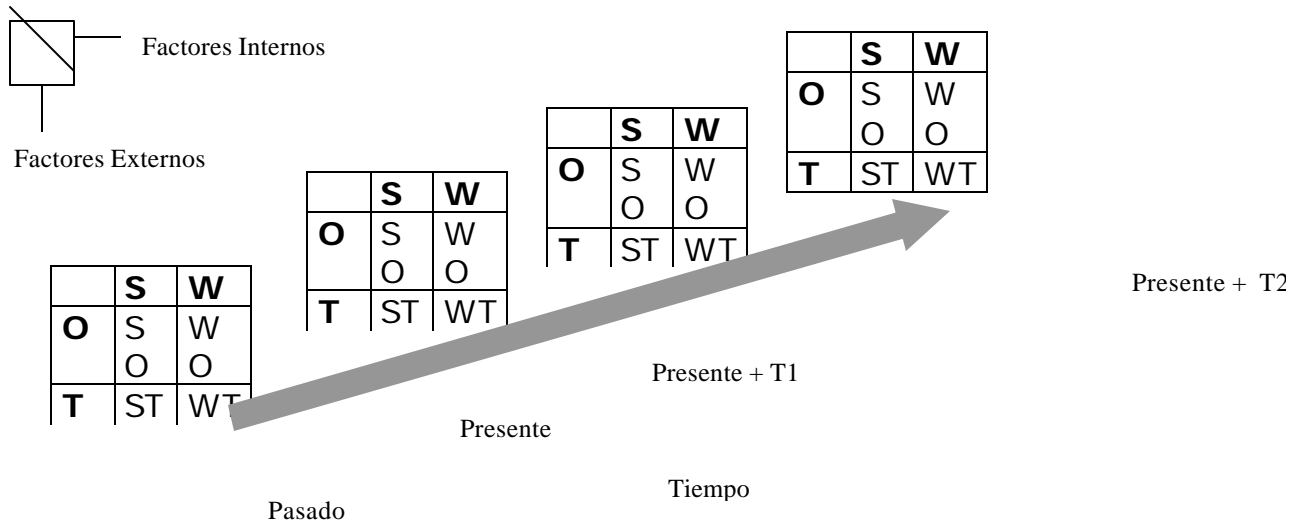 Factores Internos
Factores Externos
S W
O S W
O O
T ST WT
S W
O S W
O O
T ST WT
S W
O S W
O O
T ST WT
S W
O S W
O O
T ST WT
Presente + T2
Presente + T1
Presente
Tiempo
Pasado